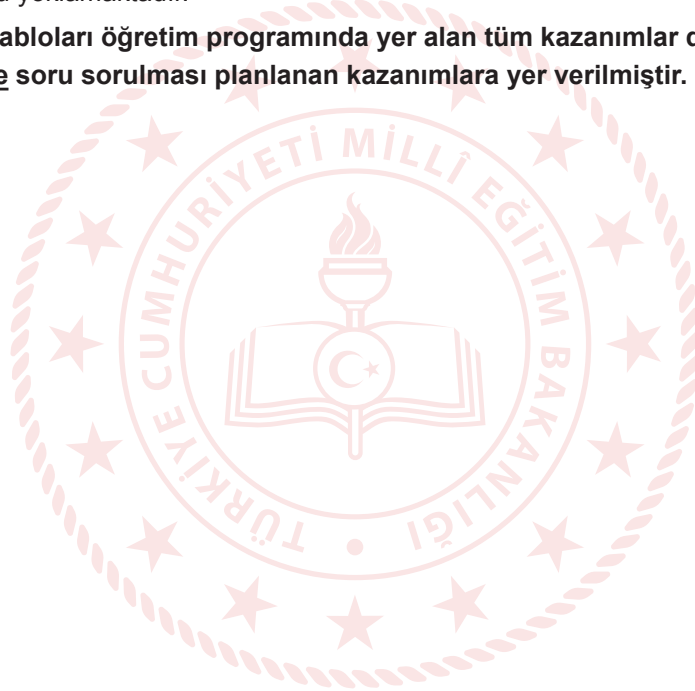 yoklamaktadır.
abloları öğretim programında yer alan tüm kazanımlar
e soru sorulması planlanan kazanımlara yer verilmiştir.
TÜRKİYE CUMHURİYETİ MİLLÎ EĞİTİM BAKANLIĞI